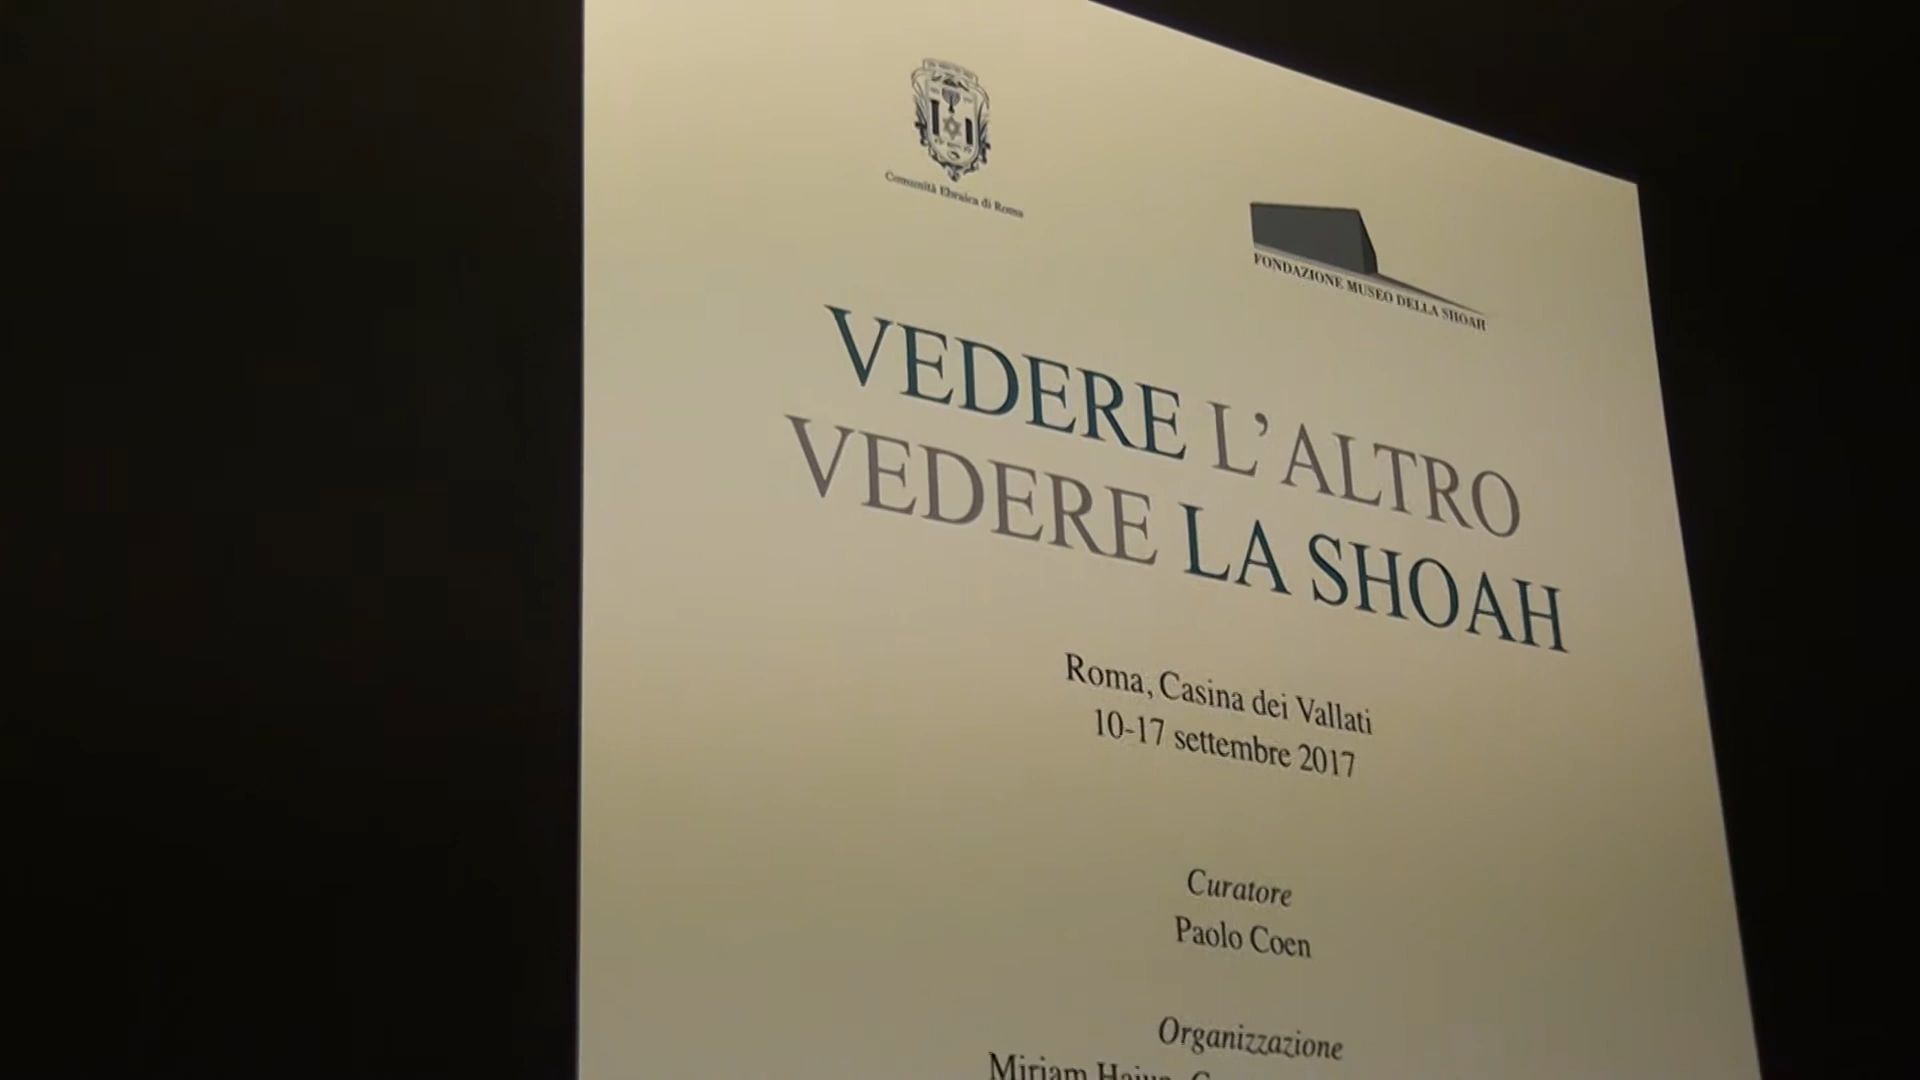 Comunità Ebraica di Roma
FONDAZIONE MUSEO DELLA SHOAH
VEDERE L'ALTRO
VEDERE LA SHOAH
Roma, Casina dei Vallati
10-17 settembre 2017
Curatore
Paolo Coen
Organizzazione
Miriam